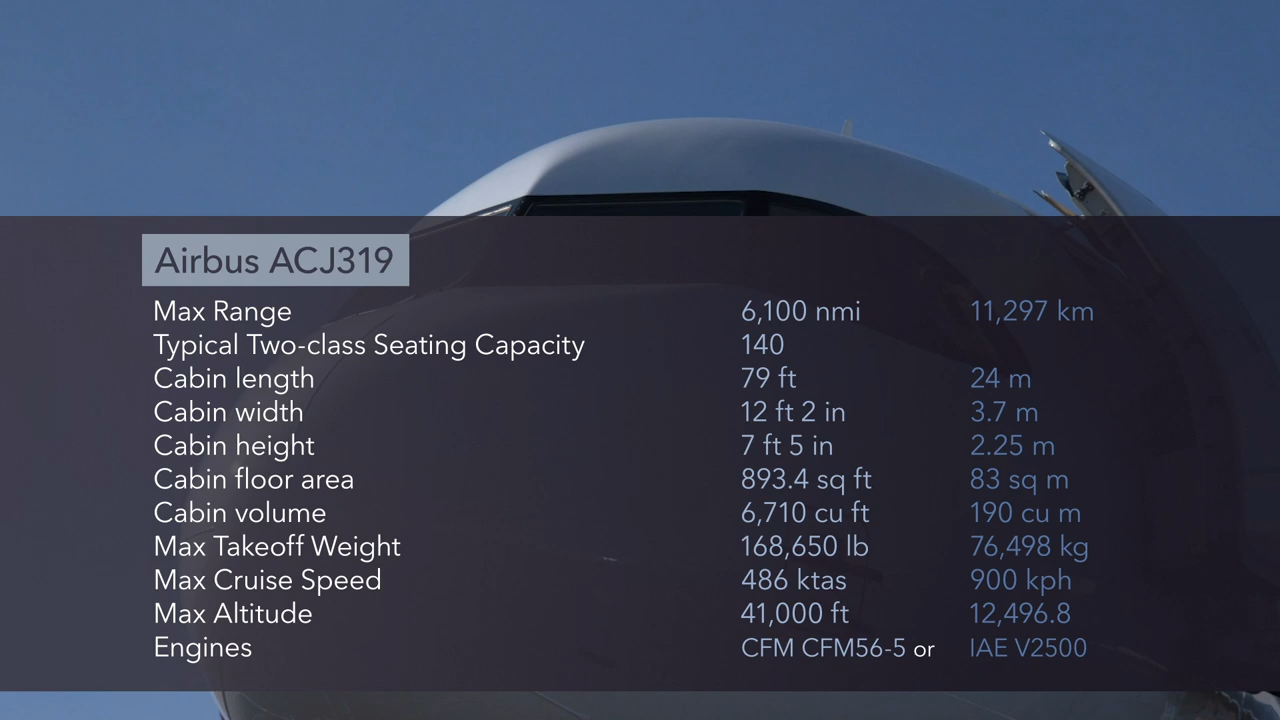 Airbus ACJ319
Max Range 6,100 nmi 11,297 km
Typical Two-class Seating Capacity 140
Cabin length 79 ft 24 m
Cabin width 12 ft 2 in 3.7 m
Cabin height 7 ft 5 in 2.25 m
Cabin floor area 893.4 sq ft 83 sq m
Cabin volume 6,710 cu ft 190 cu m
Max Takeoff Weight 168,650 lb 76,498 kg
Max Cruise Speed 486 ktas 900 kph
Max Altitude 41,000 ft 12,496.8
Engines CFM CFM56-5 or IAE V2500